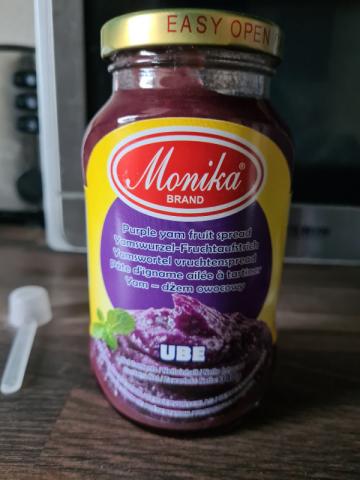 EASY OPEN
Monika®
BRAND
Purple yam fruit spread
Yamswurzel-Fruchtaufstrich
Yamswortel vruchtenspread
pâte d'igname ailée à tartiner
Yam – dżem owocowy
UBE